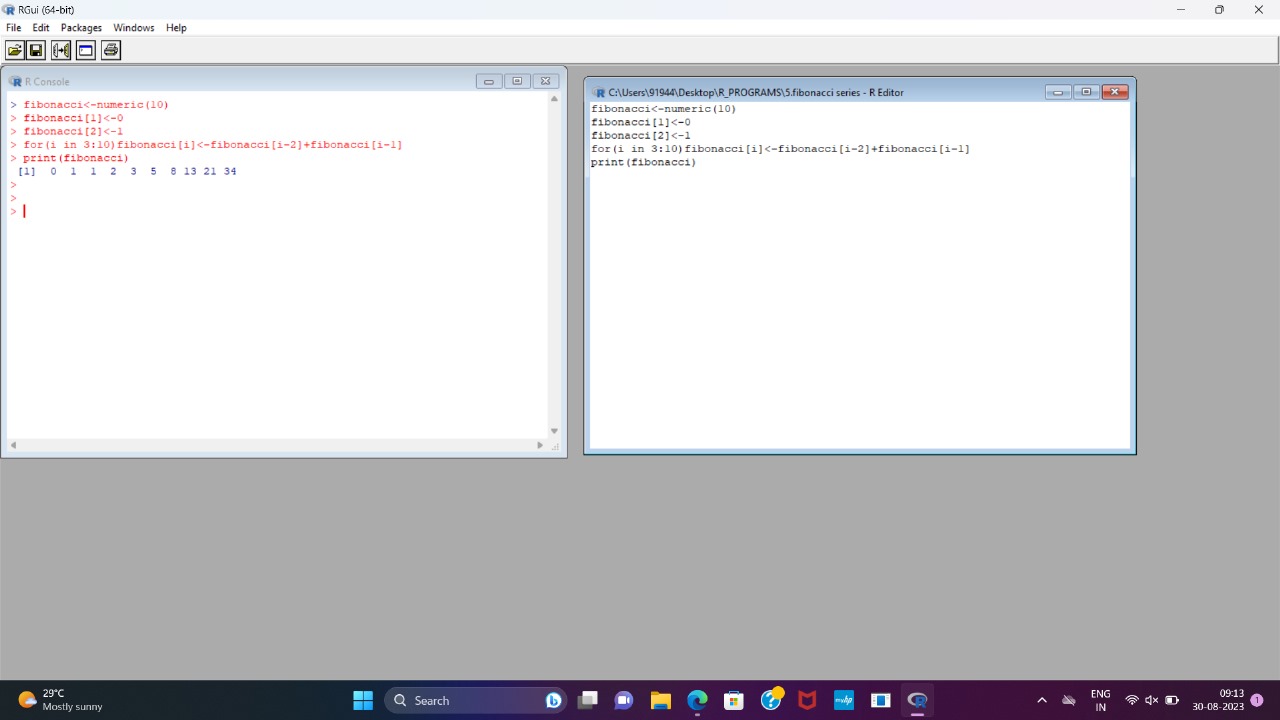 RGui (64-bit)
File Edit Packages Windows Help
R Console
> fibonacci<-numeric(10)
> fibonacci[1]<-0
> fibonacci[2]<-1
> for(i in 3:10)fibonacci[i]<-fibonacci[i-2]+fibonacci[i-1]
> print(fibonacci)
[1] 0 1 1 2 3 5 8 13 21 34
>
>
>
C:\Users\91944\Desktop\R_PROGRAMS\5.fibonacci series - R Editor
fibonacci<-numeric(10)
fibonacci[1]<-0
fibonacci[2]<-1
for(i in 3:10)fibonacci[i]<-fibonacci[i-2]+fibonacci[i-1]
print(fibonacci)
29°C
Mostly sunny
Search
myhp
ENG
IN
09:13
30-08-2023
1